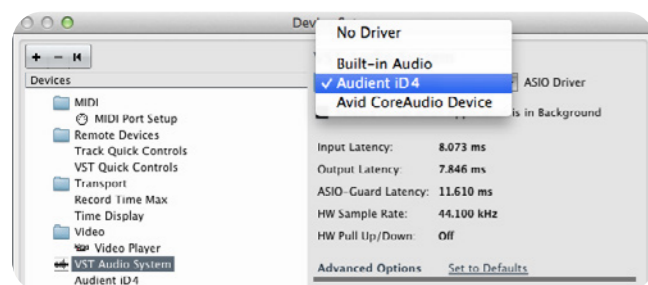 Dev
No Driver
Built-in Audio
✓ Audient iD4
Avid CoreAudio Device
ASIO Driver
is in Background
+ - I◀
Devices
MIDI
MIDI Port Setup
Remote Devices
Track Quick Controls
VST Quick Controls
Transport
Record Time Max
Time Display
Video
Video Player
VST Audio System
Audient iD4
Input Latency: 8.073 ms
Output Latency: 7.846 ms
ASIO-Guard Latency: 11.610 ms
HW Sample Rate: 44.100 kHz
HW Pull Up/Down: Off
Advanced Options Set to Defaults